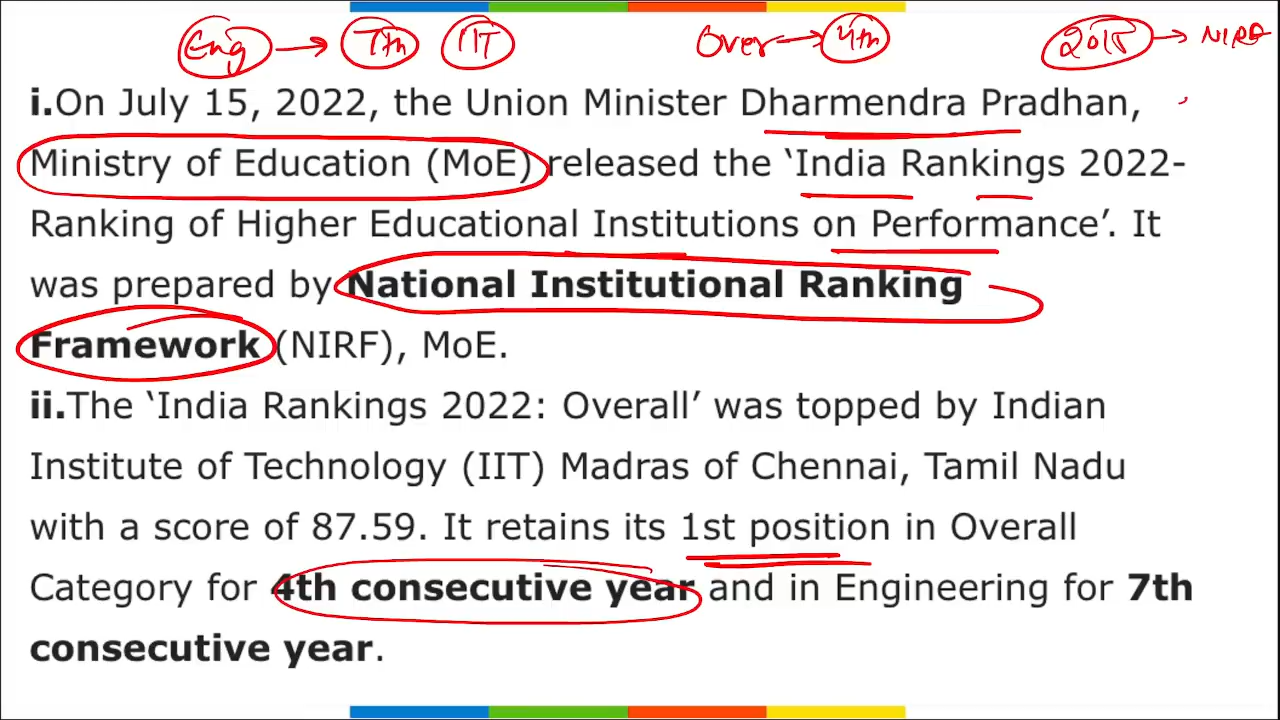 Eng → 7th IIT Over → 4th 2015 → NIRF
i.On July 15, 2022, the Union Minister Dharmendra Pradhan,
Ministry of Education (MoE) released the ‘India Rankings 2022-
Ranking of Higher Educational Institutions on Performance’. It
was prepared by National Institutional Ranking
Framework (NIRF), MoE.
ii.The ‘India Rankings 2022: Overall’ was topped by Indian
Institute of Technology (IIT) Madras of Chennai, Tamil Nadu
with a score of 87.59. It retains its 1st position in Overall
Category for 4th consecutive year and in Engineering for 7th
consecutive year.